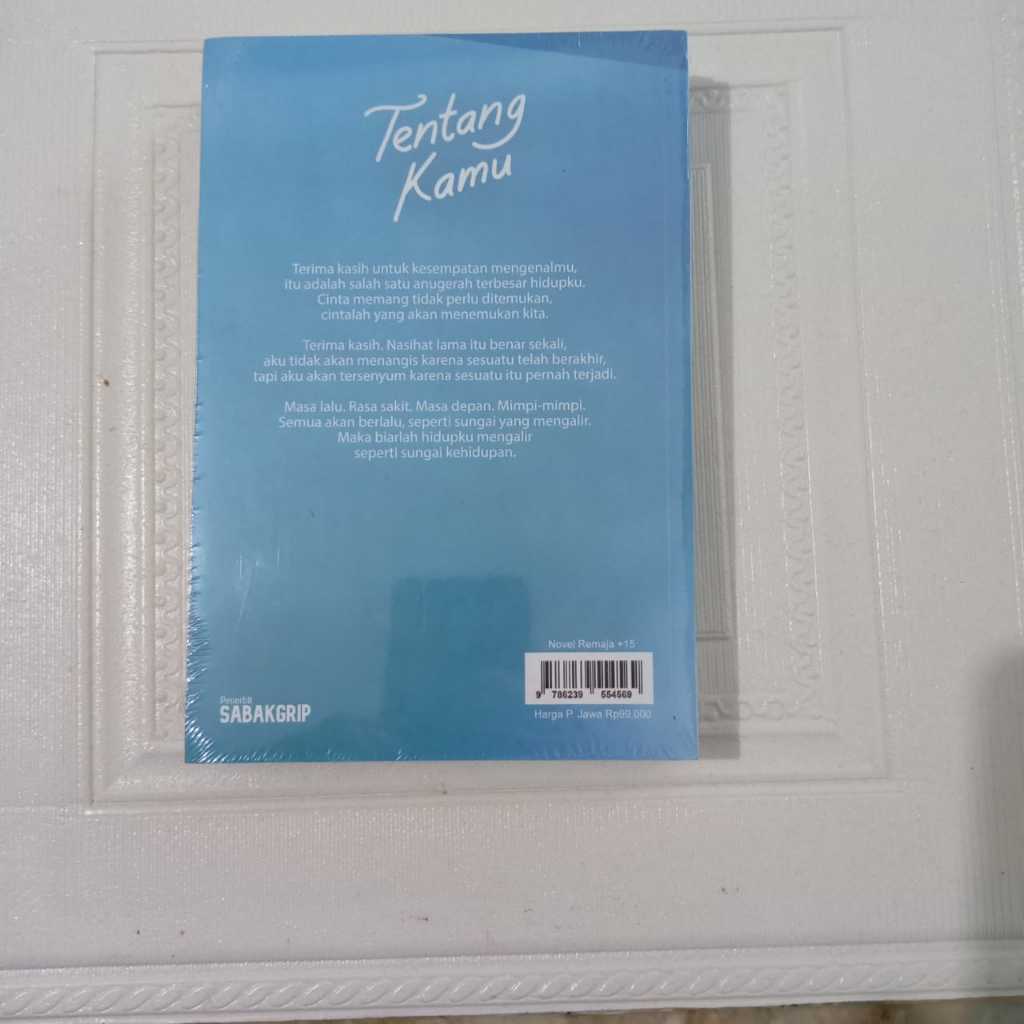 Tentang
Kamu
Terima kasih untuk kesempatan mengenalmu,
itu adalah salah satu anugerah terbesar hidupku.
Cinta memang tidak perlu ditemukan,
cintalah yang akan menemukan kita.
Terima kasih. Nasihat lama itu benar sekali,
aku tidak akan menangis karena sesuatu telah berakhir,
tapi aku akan tersenyum karena sesuatu itu pernah terjadi.
Masa lalu. Rasa sakit. Masa depan. Mimpi-mimpi.
Semua akan berlalu, seperti sungai yang mengalir.
Maka biarlah hidupku mengalir
seperti sungai kehidupan.
Novel Remaja +15
9 786239 554569
Harga P. Jawa Rp99.000
Penerbit
SABAKGRIP